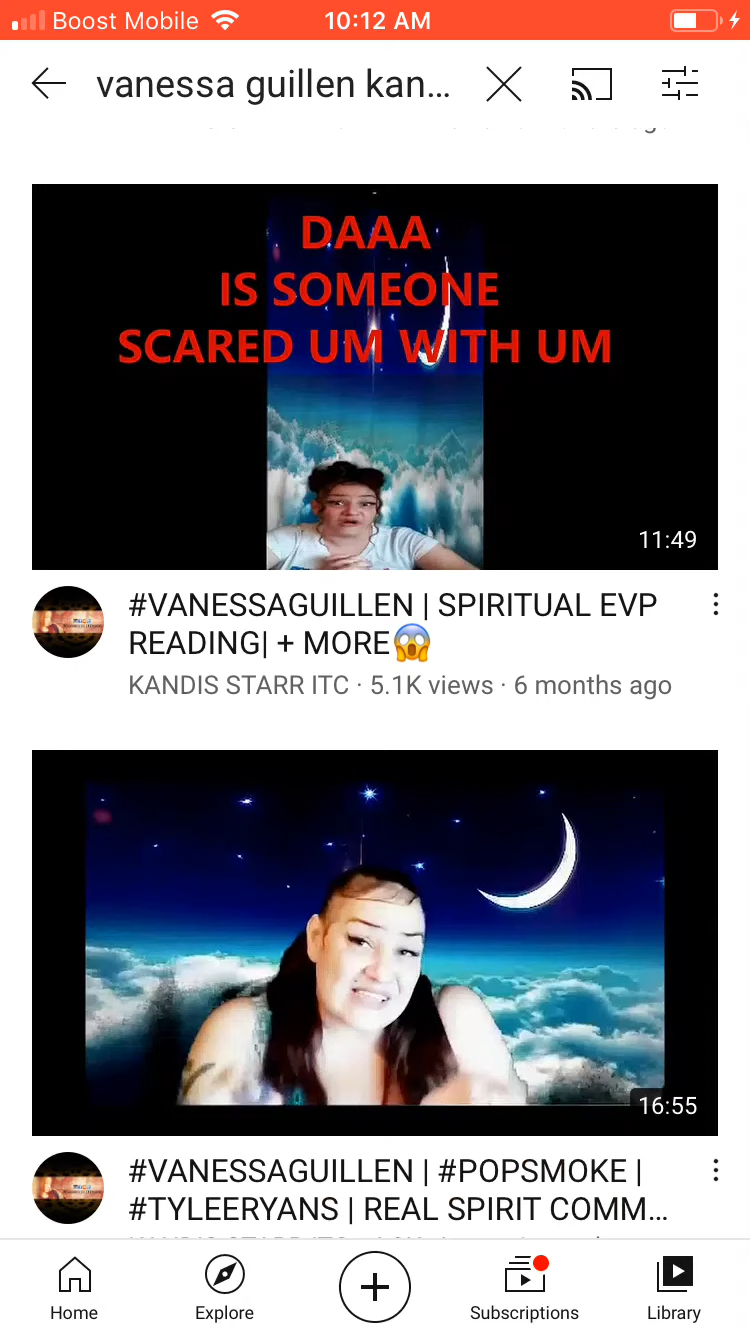 Boost Mobile
10:12 AM
vanessa guillen kan...
DAAA
IS SOMEONE
SCARED UM WITH UM
11:49
#VANESSAGUILLEN | SPIRITUAL EVP
READING| + MORE😱
KANDIS STARR ITC · 5.1K views · 6 months ago
16:55
#VANESSAGUILLEN | #POPSMOKE |
#TYLEERYANS | REAL SPIRIT COMM...
Home
Explore
Subscriptions
Library